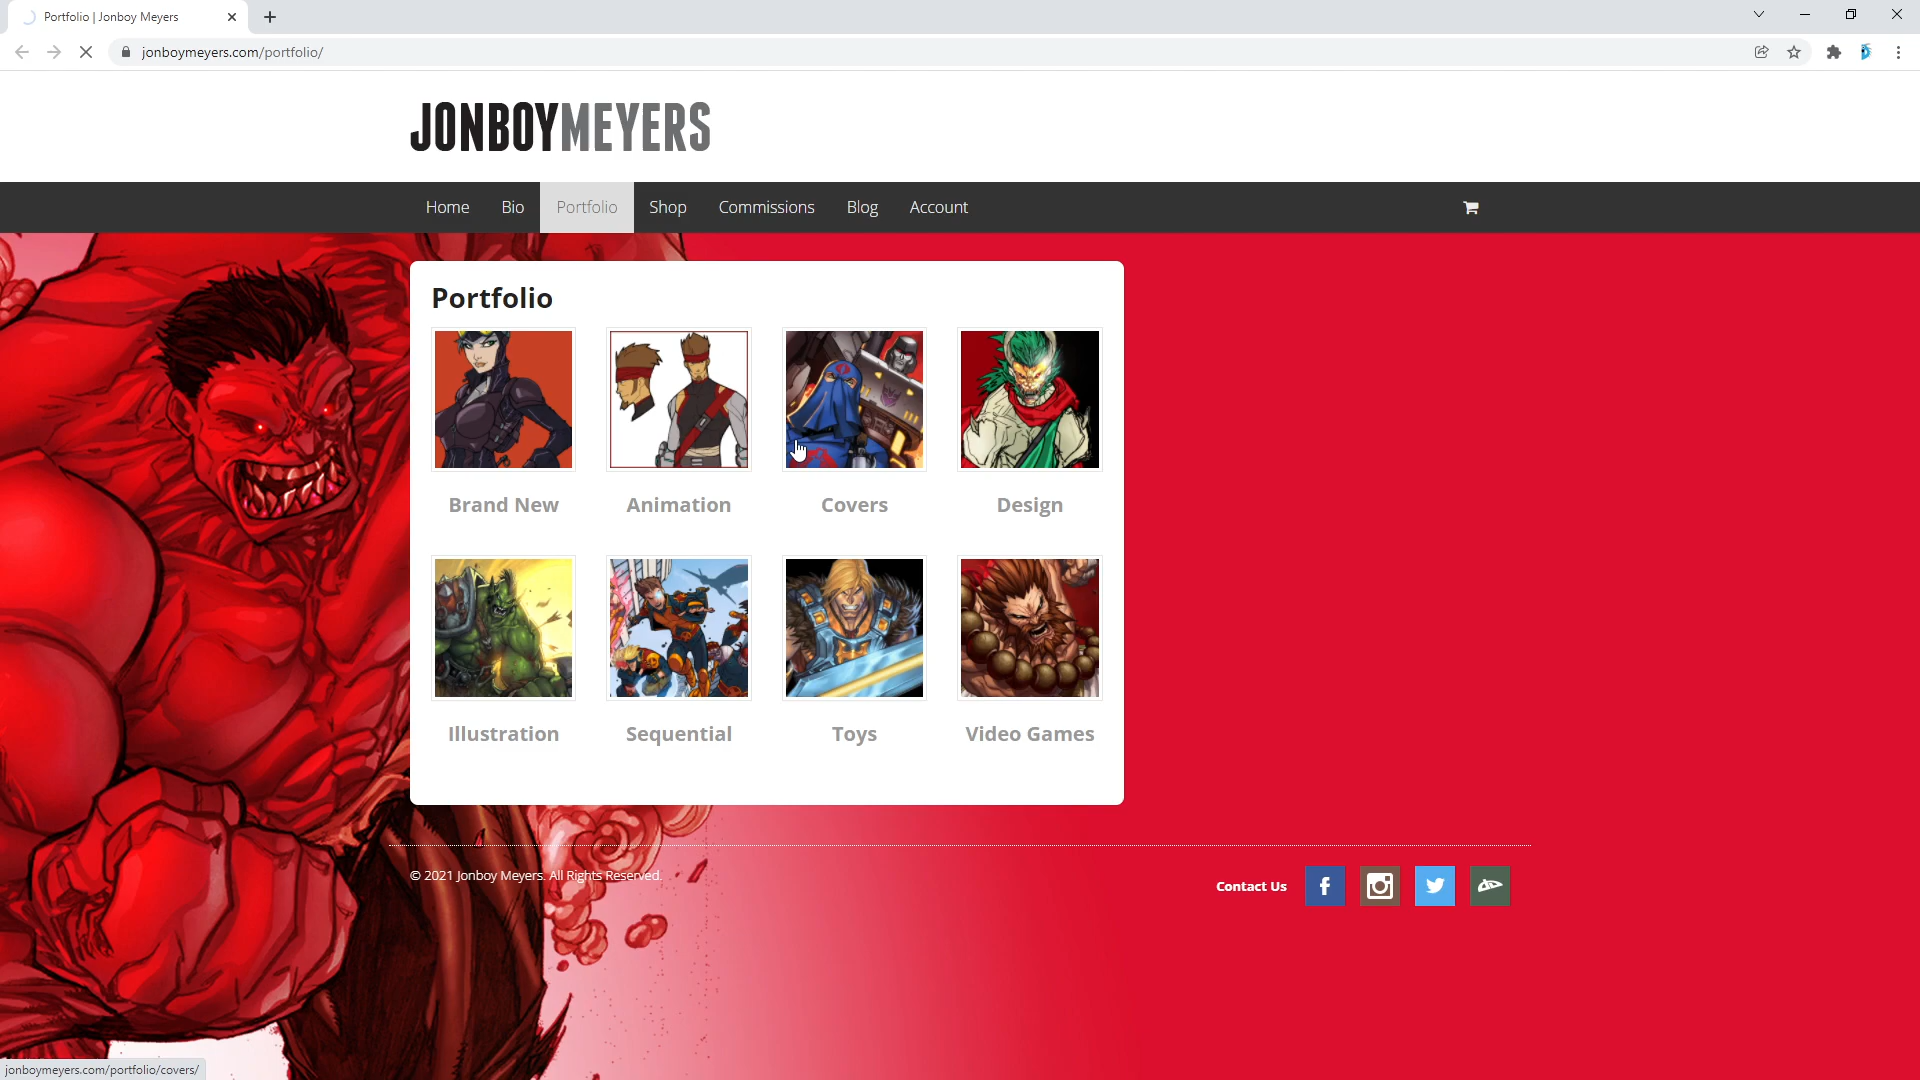 Portfolio | Jonboy Meyers
jonboymeyers.com/portfolio/
JONBOYMEYERS
Home Bio Portfolio Shop Commissions Blog Account
Portfolio
Brand New Animation Covers Design
Illustration Sequential Toys Video Games
© 2021 Jonboy Meyers. All Rights Reserved.
Contact Us
jonboymeyers.com/portfolio/covers/